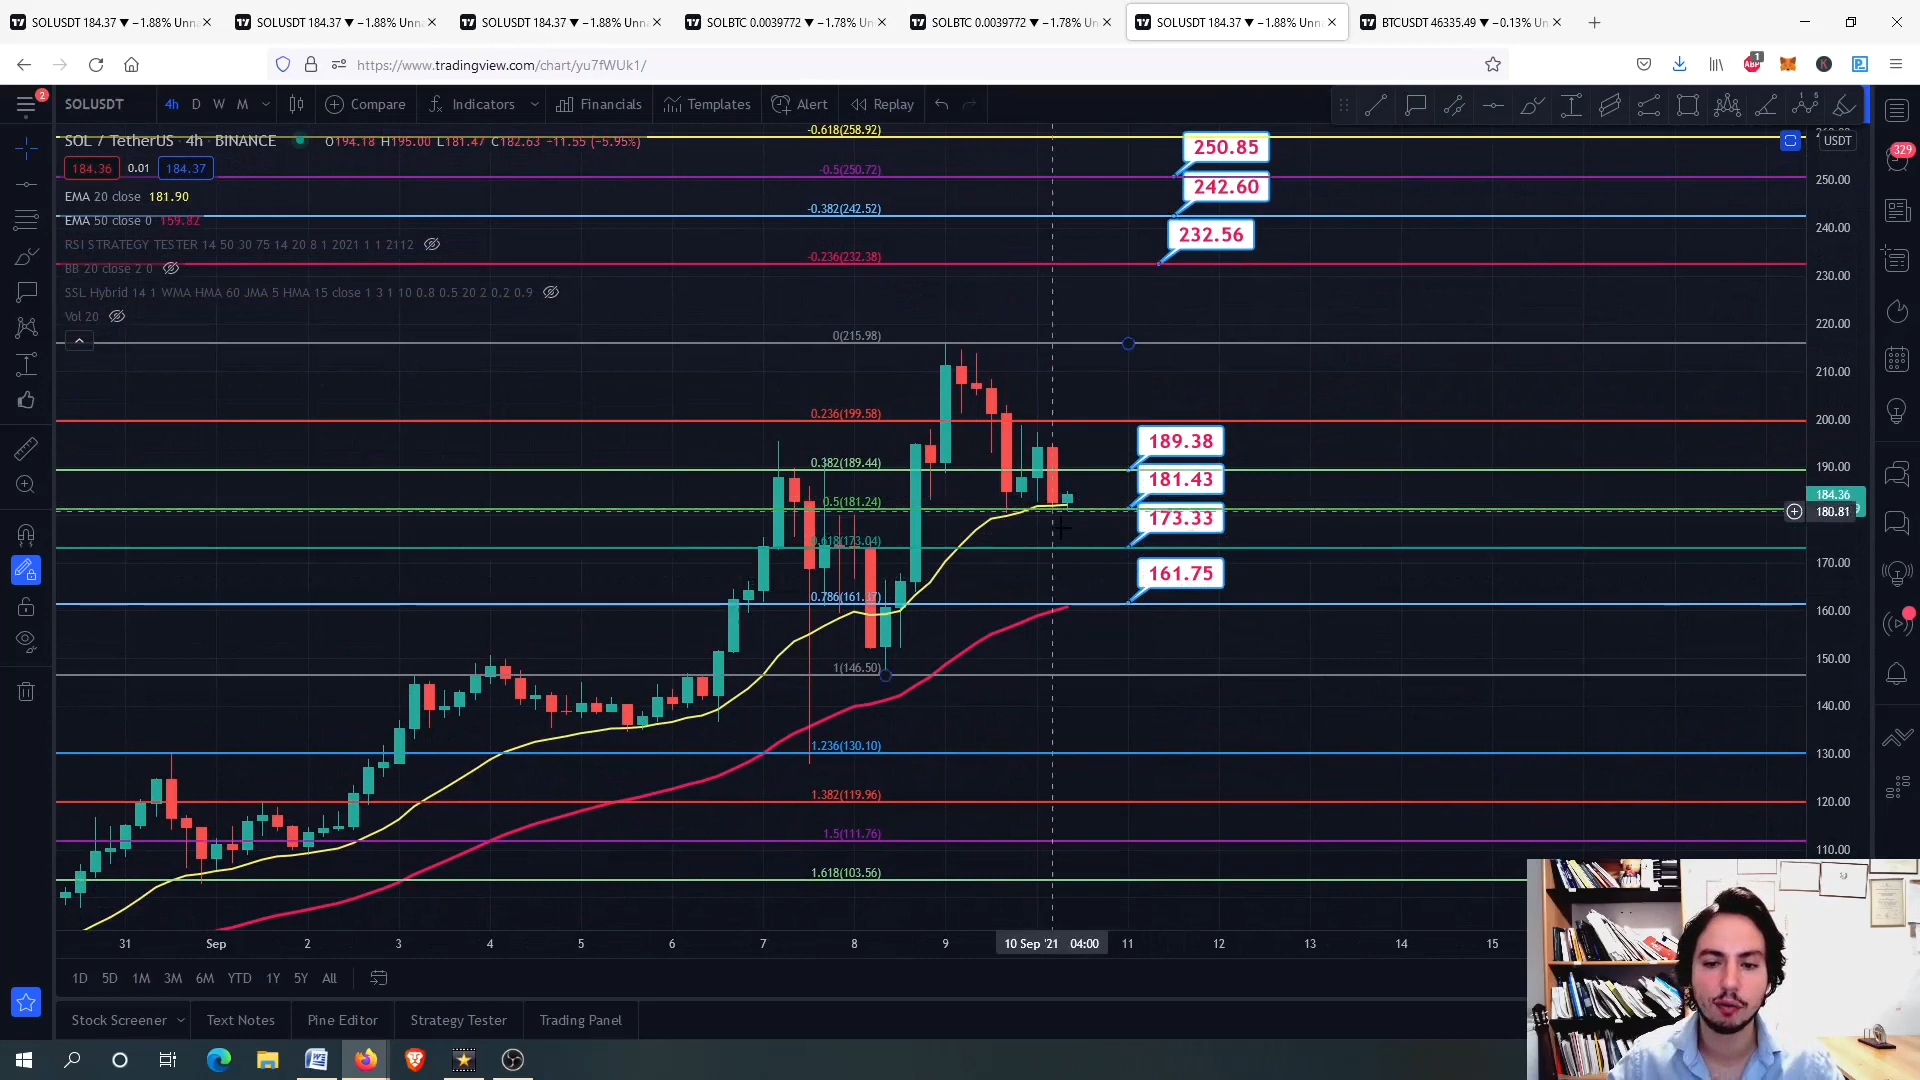 SOLUSDT 184.37 ▼ −1.88% Unn
SOLUSDT 184.37 ▼ −1.88% Unn
SOLUSDT 184.37 ▼ −1.88% Unn
SOLBTC 0.0039772 ▼ −1.78% Un
SOLBTC 0.0039772 ▼ −1.78% Un
SOLUSDT 184.37 ▼ −1.88% Unn
BTCUSDT 46335.49 ▼ −0.13% Un
https://www.tradingview.com/chart/yu7fWUk1/
1
ABP
2
SOLUSDT
4h D W M
Compare
Indicators
Financials
Templates
Alert
Replay
SOL / TetherUS · 4h · BINANCE
O194.18 H195.00 L181.47 C182.63 −11.55 (−5.95%)
184.36 0.01 184.37
EMA 20 close 181.90
EMA 50 close 0 159.82
RSI STRATEGY TESTER 14 50 30 75 14 20 8 1 2021 1 1 2112
BB 20 close 2 0
SSL Hybrid 14 1 WMA HMA 60 JMA 5 HMA 15 close 1 3 1 10 0.8 0.5 20 2 0.2 0.9
Vol 20
-0.618(258.92)
-0.5(250.72)
-0.382(242.52)
-0.236(232.38)
0(215.98)
0.236(199.58)
0.382(189.44)
0.5(181.24)
0.618(173.04)
0.786(161.37)
1(146.50)
1.236(130.10)
1.382(119.96)
1.5(111.76)
1.618(103.56)
250.85
242.60
232.56
189.38
181.43
173.33
161.75
USDT
250.00
240.00
230.00
220.00
210.00
200.00
190.00
184.36
180.81
170.00
160.00
150.00
140.00
130.00
120.00
110.00
329
31 Sep 2 3 4 5 6 7 8 9 10 Sep '21 04:00 11 12 13 14 15
1D 5D 1M 3M 6M YTD 1Y 5Y All
Stock Screener
Text Notes
Pine Editor
Strategy Tester
Trading Panel